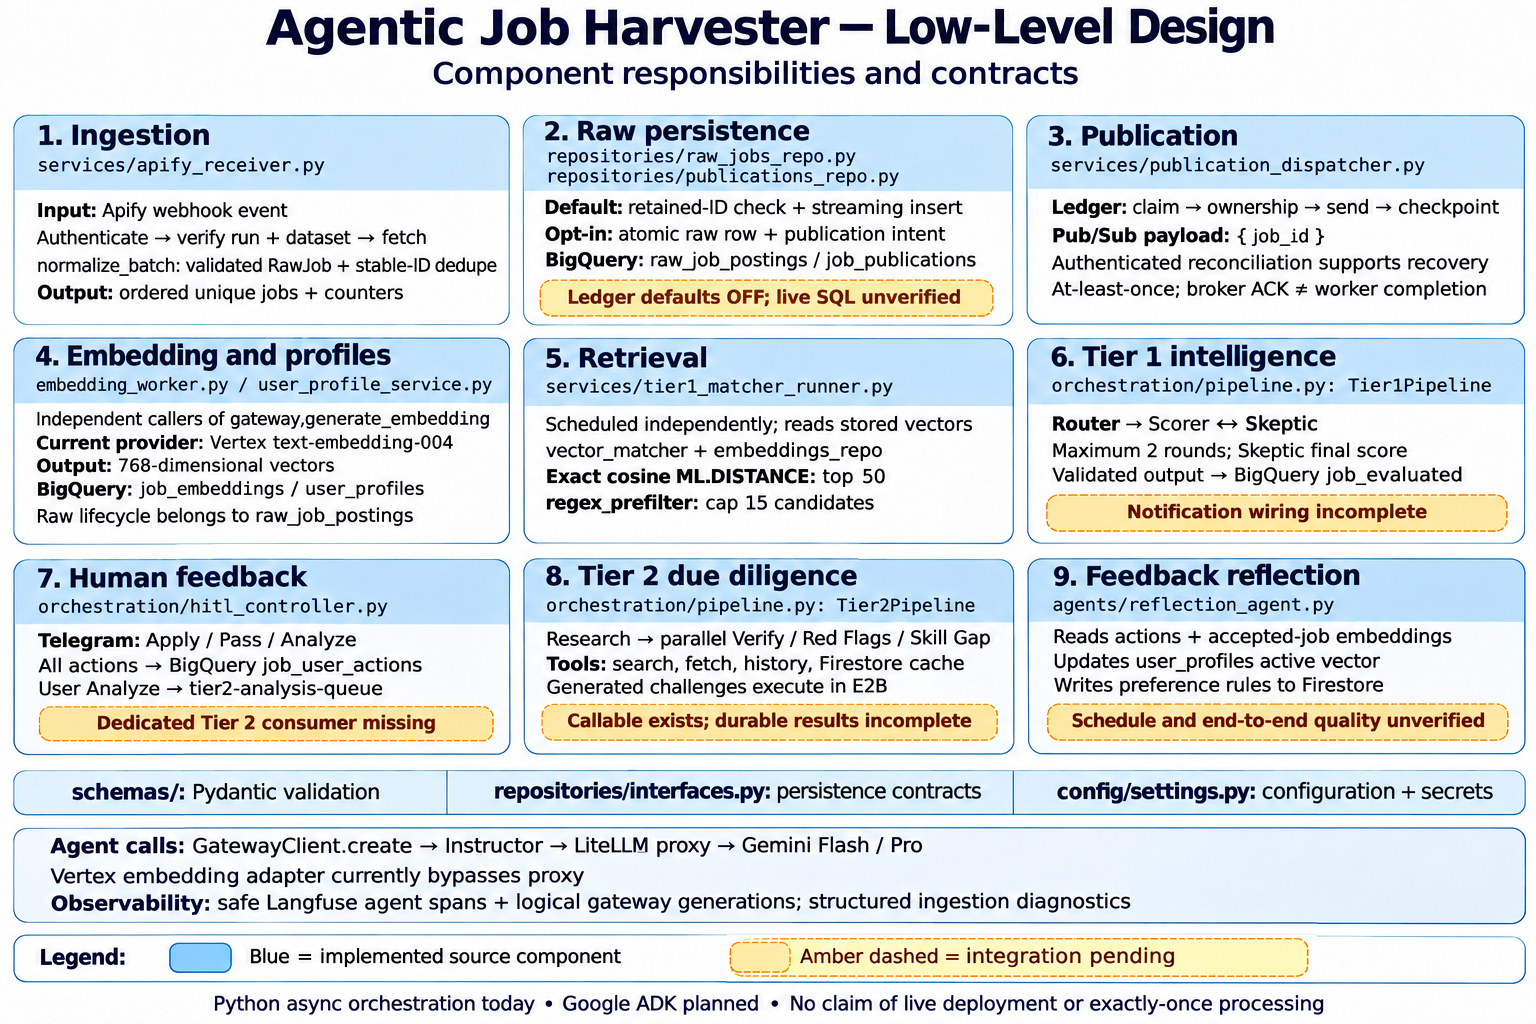 Agentic Job Harvester — Low-Level Design
Component responsibilities and contracts
1. Ingestion
services/apify_receiver.py
Input: Apify webhook event
Authenticate → verify run + dataset → fetch
normalize_batch: validated RawJob + stable-ID dedupe
Output: ordered unique jobs + counters
2. Raw persistence
repositories/raw_jobs_repo.py
repositories/publications_repo.py
Default: retained-ID check + streaming insert
Opt-in: atomic raw row + publication intent
BigQuery: raw_job_postings / job_publications
Ledger defaults OFF; live SQL unverified
3. Publication
services/publication_dispatcher.py
Ledger: claim → ownership → send → checkpoint
Pub/Sub payload: { job_id }
Authenticated reconciliation supports recovery
At-least-once; broker ACK ≠ worker completion
4. Embedding and profiles
embedding_worker.py / user_profile_service.py
Independent callers of gateway,generate_embedding
Current provider: Vertex text-embedding-004
Output: 768-dimensional vectors
BigQuery: job_embeddings / user_profiles
Raw lifecycle belongs to raw_job_postings
5. Retrieval
services/tier1_matcher_runner.py
Scheduled independently; reads stored vectors
vector_matcher + embeddings_repo
Exact cosine ML.DISTANCE: top 50
regex_prefilter: cap 15 candidates
6. Tier 1 intelligence
orchestration/pipeline.py: Tier1Pipeline
Router → Scorer ↔ Skeptic
Maximum 2 rounds; Skeptic final score
Validated output → BigQuery job_evaluated
Notification wiring incomplete
7. Human feedback
orchestration/hitl_controller.py
Telegram: Apply / Pass / Analyze
All actions → BigQuery job_user_actions
User Analyze → tier2-analysis-queue
Dedicated Tier 2 consumer missing
8. Tier 2 due diligence
orchestration/pipeline.py: Tier2Pipeline
Research → parallel Verify / Red Flags / Skill Gap
Tools: search, fetch, history, Firestore cache
Generated challenges execute in E2B
Callable exists; durable results incomplete
9. Feedback reflection
agents/reflection_agent.py
Reads actions + accepted-job embeddings
Updates user_profiles active vector
Writes preference rules to Firestore
Schedule and end-to-end quality unverified
schemas/: Pydantic validation
repositories/interfaces.py: persistence contracts
config/settings.py: configuration + secrets
Agent calls: GatewayClient.create → Instructor → LiteLLM proxy → Gemini Flash / Pro
Vertex embedding adapter currently bypasses proxy
Observability: safe Langfuse agent spans + logical gateway generations; structured ingestion diagnostics
Legend:
Blue = implemented source component
Amber dashed = integration pending
Python async orchestration today • Google ADK planned • No claim of live deployment or exactly-once processing